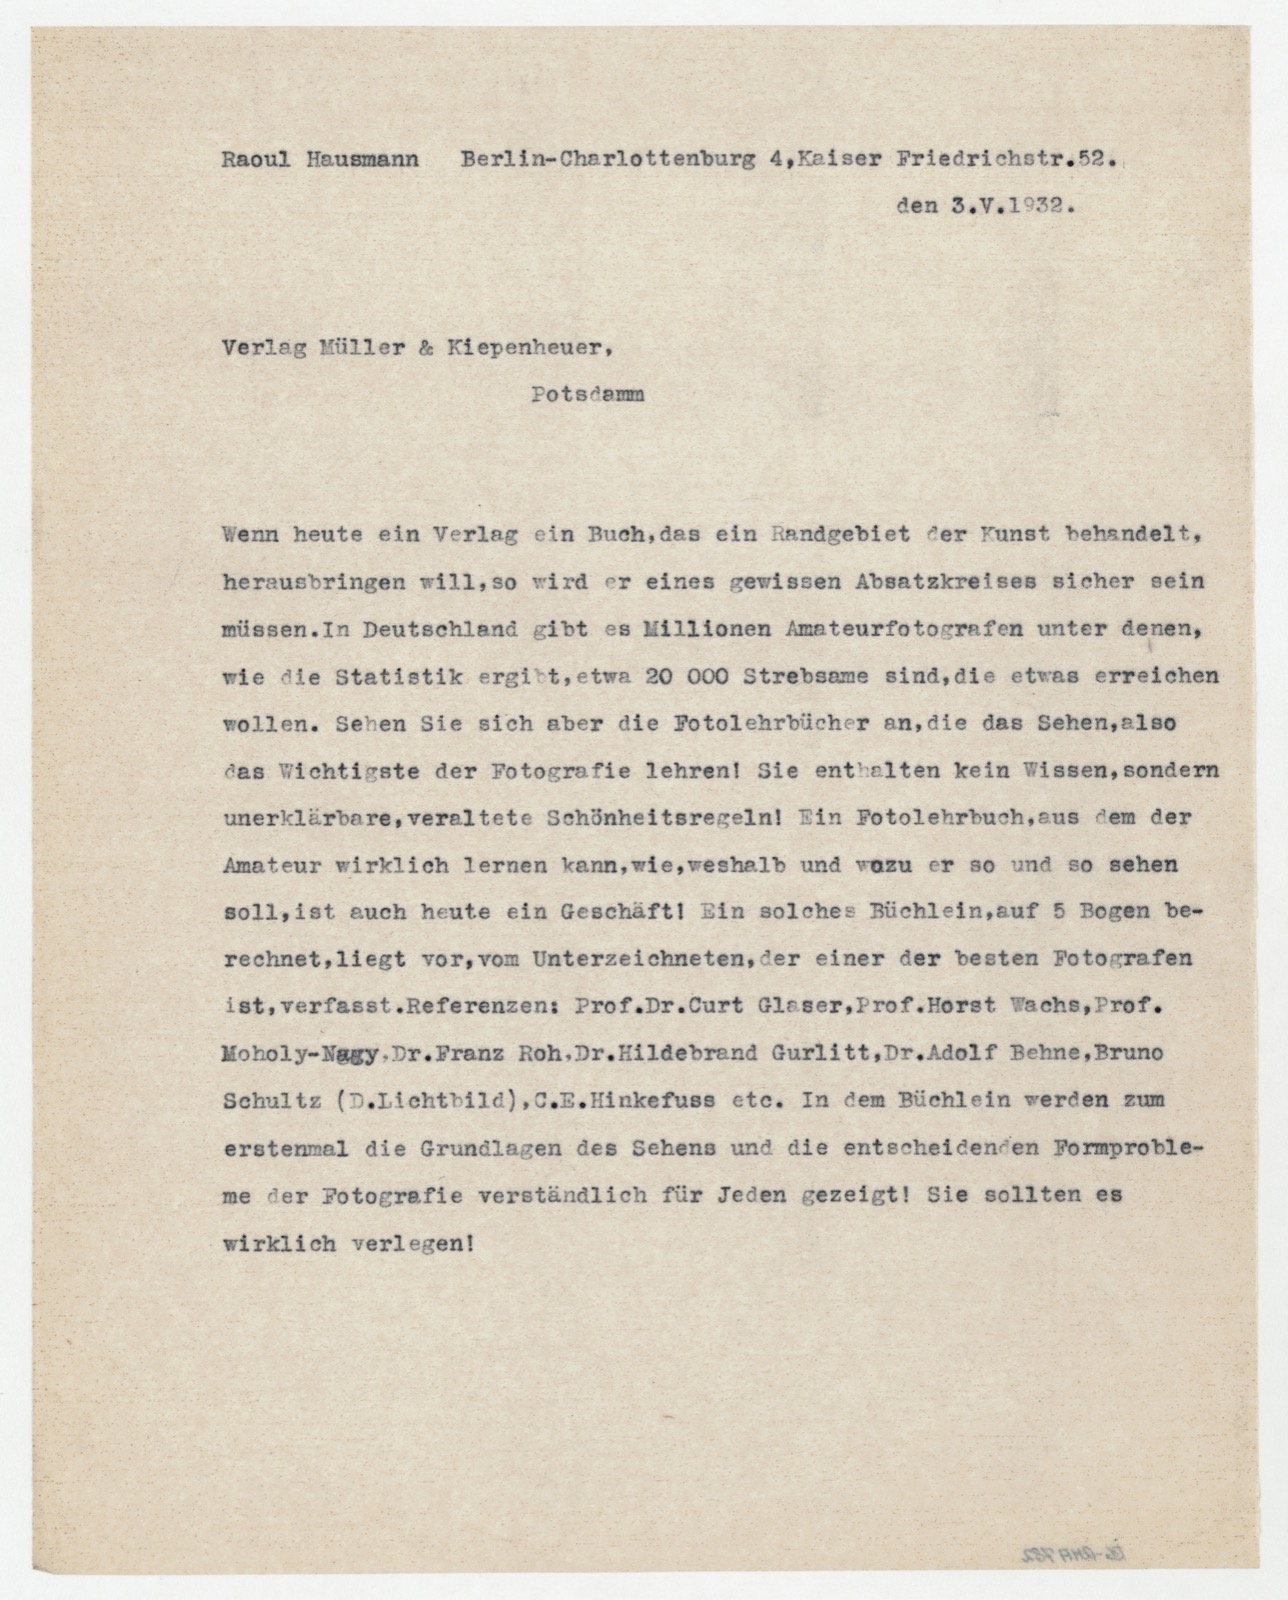 Raoul Hausmann   Berlin-Charlottenburg 4,Kaiser Friedrichstr.52.
den 3.V.1932.
Verlag Müller & Kiepenheuer,
Potsdamm
Wenn heute ein Verlag ein Buch,das ein Randgebiet der Kunst behandelt,
herausbringen will,so wird er eines gewissen Absatzkreises sicher sein
müssen.In Deutschland gibt es Millionen Amateurfotografen unter denen,
wie die Statistik ergibt,etwa 20 000 Strebsame sind,die etwas erreichen
wollen. Sehen Sie sich aber die Fotolehrbücher an,die das Sehen,also
das Wichtigste der Fotografie lehren! Sie enthalten kein Wissen,sondern
unerklärbare,veraltete Schönheitsregeln! Ein Fotolehrbuch,aus dem der
Amateur wirklich lernen kann,wie,weshalb und wozu er so und so sehen
soll,ist auch heute ein Geschäft! Ein solches Büchlein,auf 5 Bogen be-
rechnet,liegt vor,vom Unterzeichneten,der einer der besten Fotografen
ist,verfasst.Referenzen: Prof.Dr.Curt Glaser,Prof.Horst Wachs,Prof.
Moholy-Nagy,Dr.Franz Roh,Dr.Hildebrand Gurlitt,Dr.Adolf Behne,Bruno
Schultz (D.Lichtbild),C.E.Hinkefuss etc. In dem Büchlein werden zum
erstenmal die Grundlagen des Sehens und die entscheidenden Formproble-
me der Fotografie verständlich für Jeden gezeigt! Sie sollten es
wirklich verlegen!